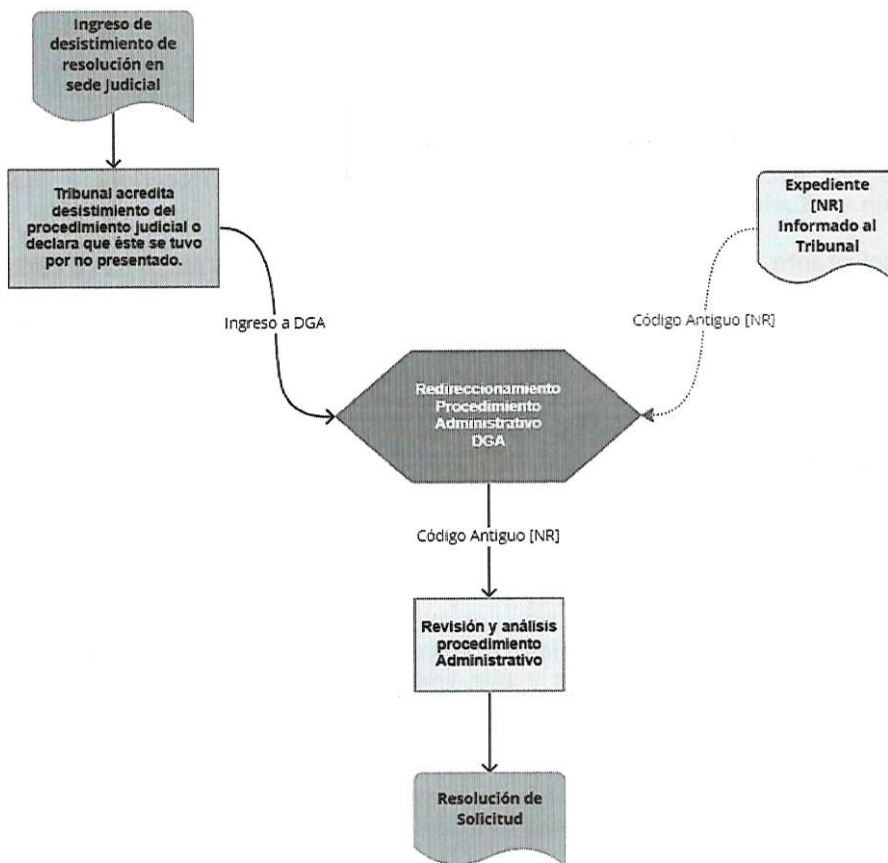 Ingreso de
desistimiento de
resolución en
sede Judicial
Tribunal acredita
desistimiento del
procedimiento judicial o
declara que éste se tuvo
por no presentado.
Expediente
[NR]
Informado al
Tribunal
Ingreso a DGA
Código Antiguo [NR]
Redireccionamiento
Procedimiento
Administrativo
DGA
Código Antiguo [NR]
Revisión y análisis
procedimiento
Administrativo
Resolución de
Solicitud